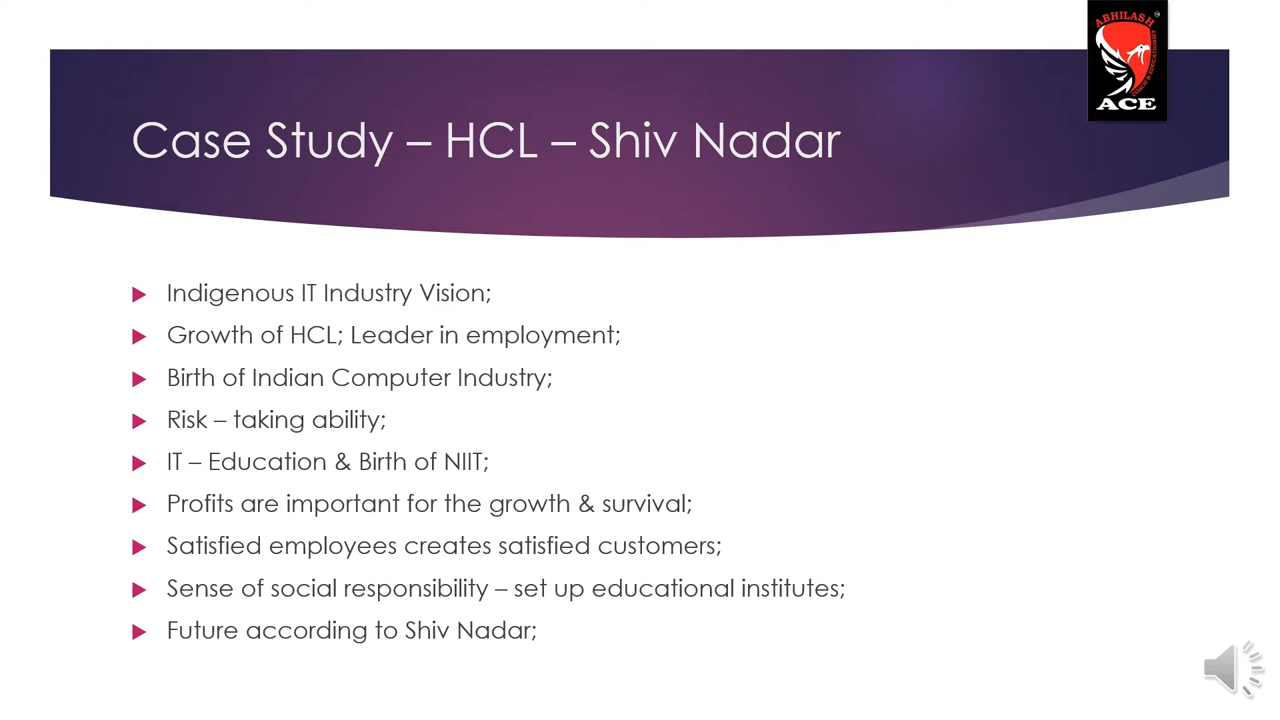 ABHILASH
COACH & EDUCATIONIST
ACE
Case Study – HCL – Shiv Nadar
Indigenous IT Industry Vision;
Growth of HCL; Leader in employment;
Birth of Indian Computer Industry;
Risk – taking ability;
IT – Education & Birth of NIIT;
Profits are important for the growth & survival;
Satisfied employees creates satisfied customers;
Sense of social responsibility – set up educational institutes;
Future according to Shiv Nadar;